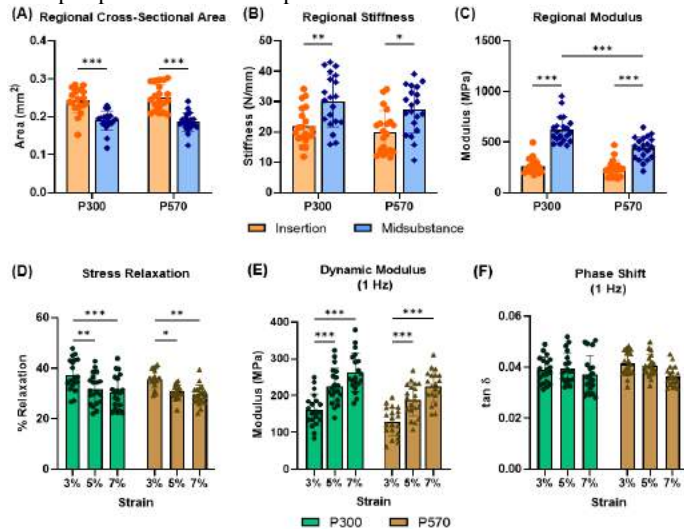 (A) Regional Cross-Sectional Area
Area (mm²)
0.4
0.3
0.2
0.1
0.0
***
***
P300
P570
(B) Regional Stiffness
Stiffness (N/mm)
50
40
30
20
10
0
**
*
P300
P570
(C) Regional Modulus
Modulus (MPa)
1500
1000
500
0
***
***
***
P300
P570
Insertion
Midsubstance
(D) Stress Relaxation
% Relaxation
60
40
20
0
***
**
**
*
3% 5% 7% 3% 5% 7%
Strain
(E) Dynamic Modulus
(1 Hz)
Modulus (MPa)
400
300
200
100
0
***
***
***
***
3% 5% 7% 3% 5% 7%
Strain
(F) Phase Shift
(1 Hz)
tan δ
0.06
0.04
0.02
0.00
3% 5% 7% 3% 5% 7%
Strain
P300
P570